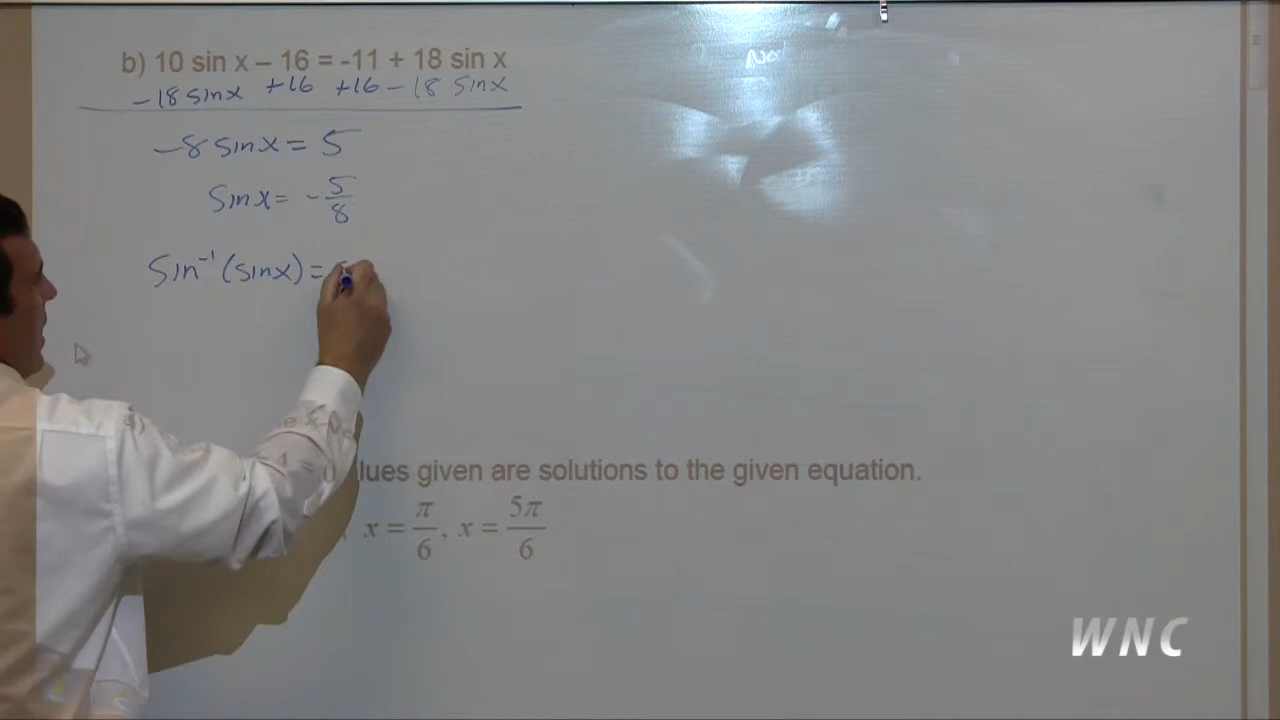 b) 10 sin x – 16 = -11 + 18 sin x
-18 sinx +16 +16 - 18 sinx
-8 sinx = 5
sinx = - 5/8
Sin⁻¹ (sinx) =
given are solutions to the given equation.
x = π/6, x = 5π/6
WNC